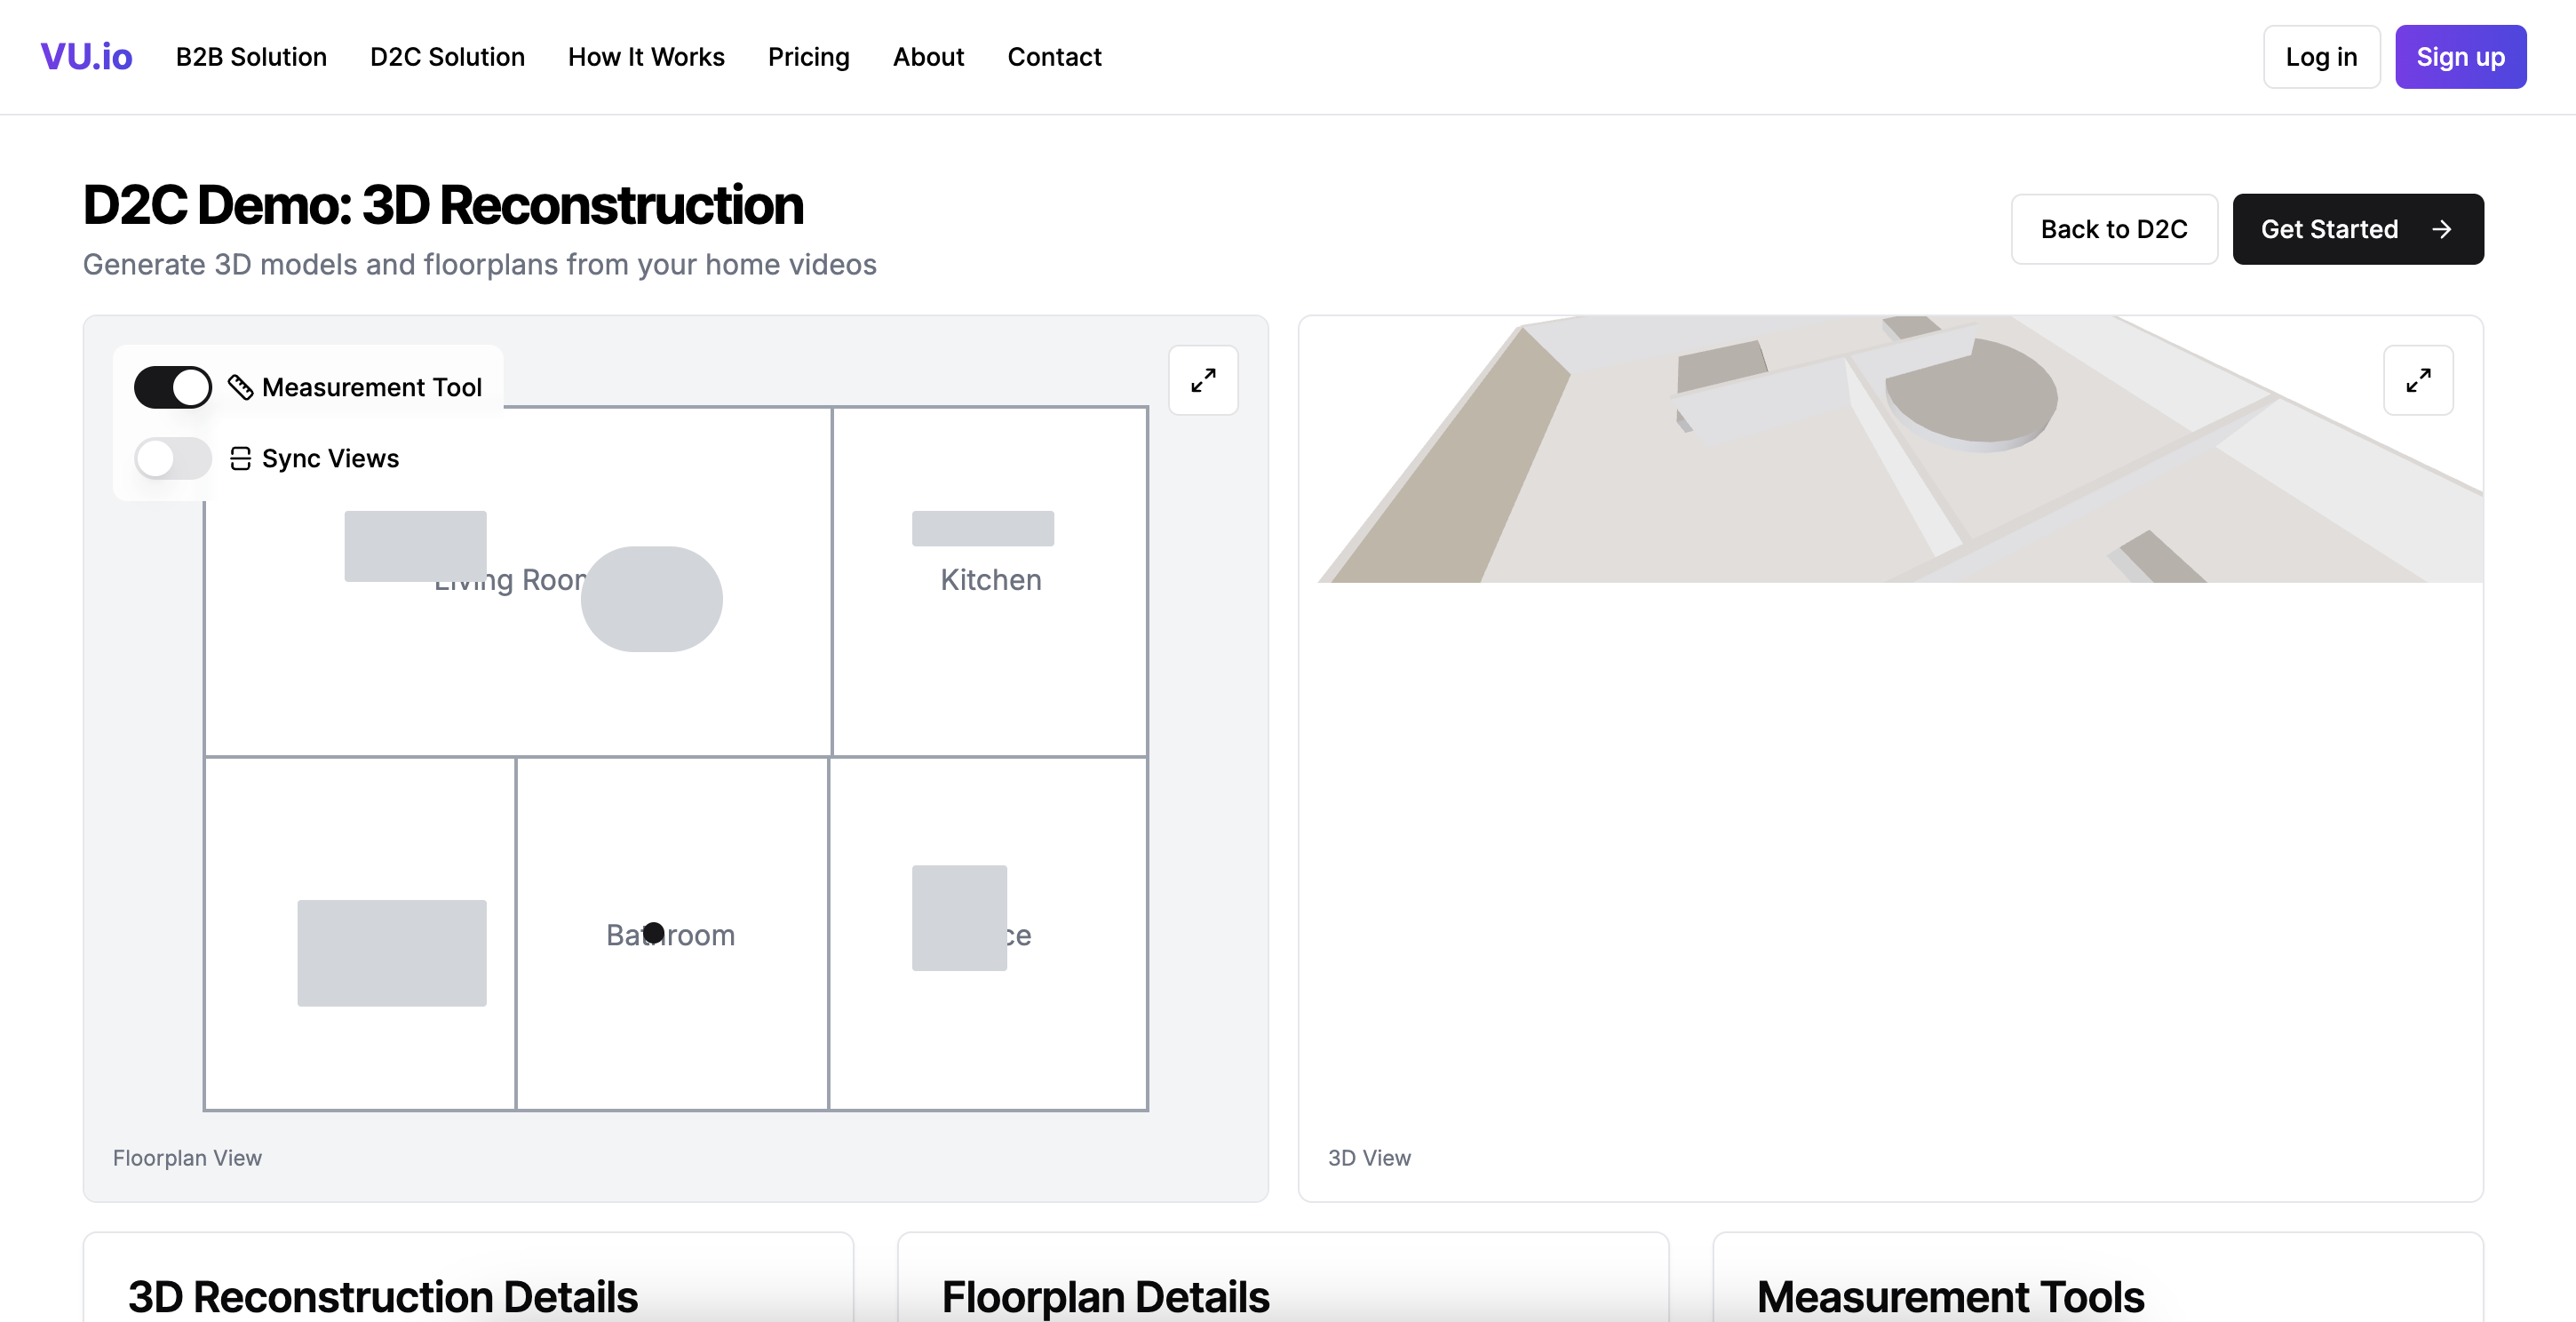 VU.io B2B Solution D2C Solution How It Works Pricing About Contact Log in Sign up
D2C Demo: 3D Reconstruction
Generate 3D models and floorplans from your home videos
Back to D2C Get Started
Measurement Tool
Sync Views
Living Room
Kitchen
Bathroom
ce
Floorplan View
3D View
3D Reconstruction Details
Floorplan Details
Measurement Tools